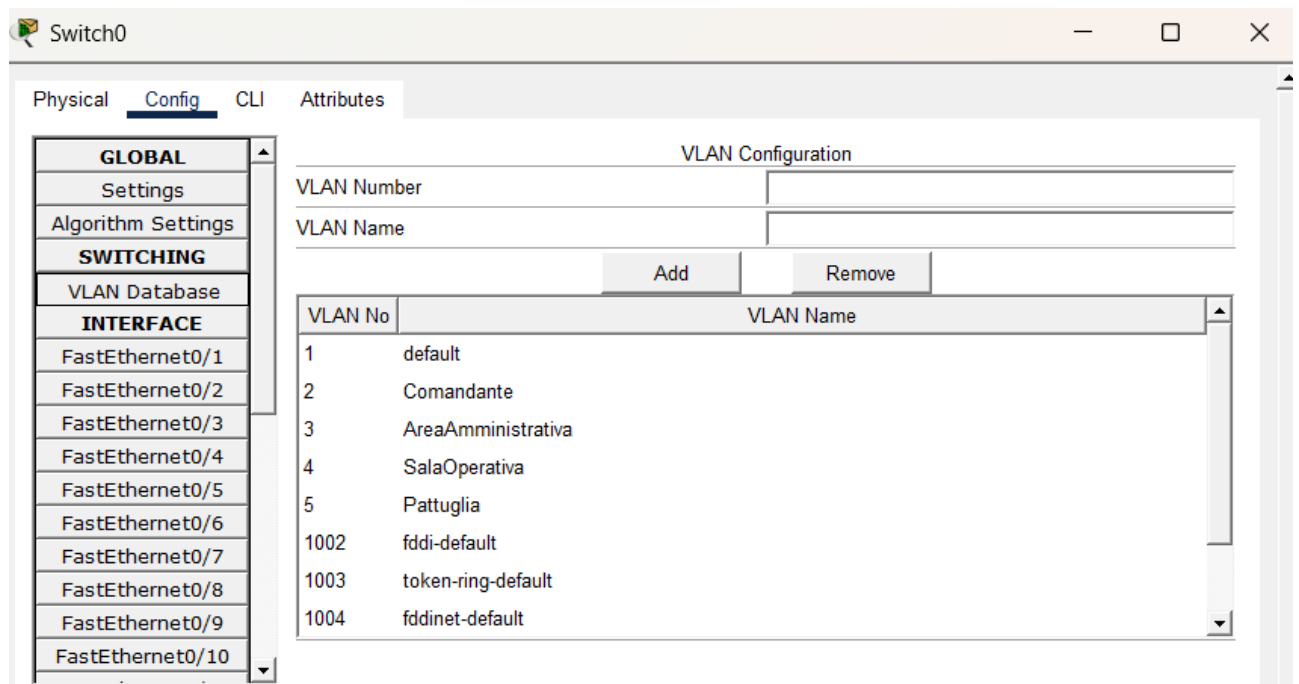 Switch0
Physical Config CLI Attributes
GLOBAL
Settings
Algorithm Settings
SWITCHING
VLAN Database
INTERFACE
FastEthernet0/1
FastEthernet0/2
FastEthernet0/3
FastEthernet0/4
FastEthernet0/5
FastEthernet0/6
FastEthernet0/7
FastEthernet0/8
FastEthernet0/9
FastEthernet0/10
VLAN Configuration
VLAN Number
VLAN Name
Add Remove
VLAN No VLAN Name
1 default
2 Comandante
3 AreaAmministrativa
4 SalaOperativa
5 Pattuglia
1002 fddi-default
1003 token-ring-default
1004 fddinet-default